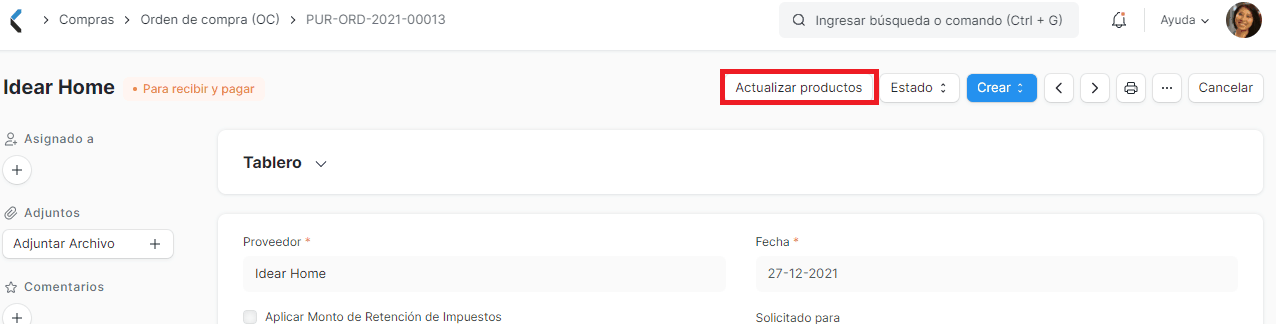 Compras Orden de compra (OC) PUR-ORD-2021-00013 Ingresar búsqueda o comando (Ctrl + G) Ayuda
Idear Home Para recibir y pagar Actualizar productos Estado Crear ... Cancelar
Asignado a
Tablero
Adjuntos
Adjuntar Archivo
Proveedor * Fecha *
Idear Home 27-12-2021
Comentarios
Aplicar Monto de Retención de Impuestos Solicitado para